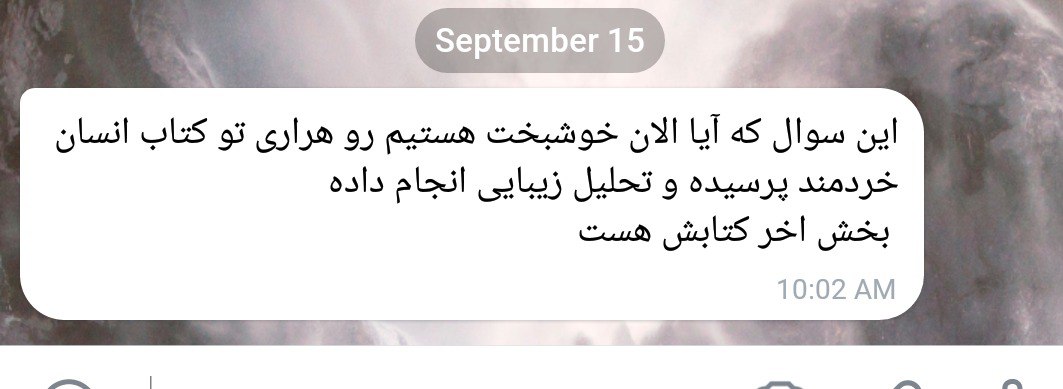 September 15
این سوال که آیا الان خوشبخت هستیم رو هراری تو کتاب انسان
خردمند پرسیده و تحلیل زیبایی انجام داده
بخش اخر کتابش هست
10:02 AM